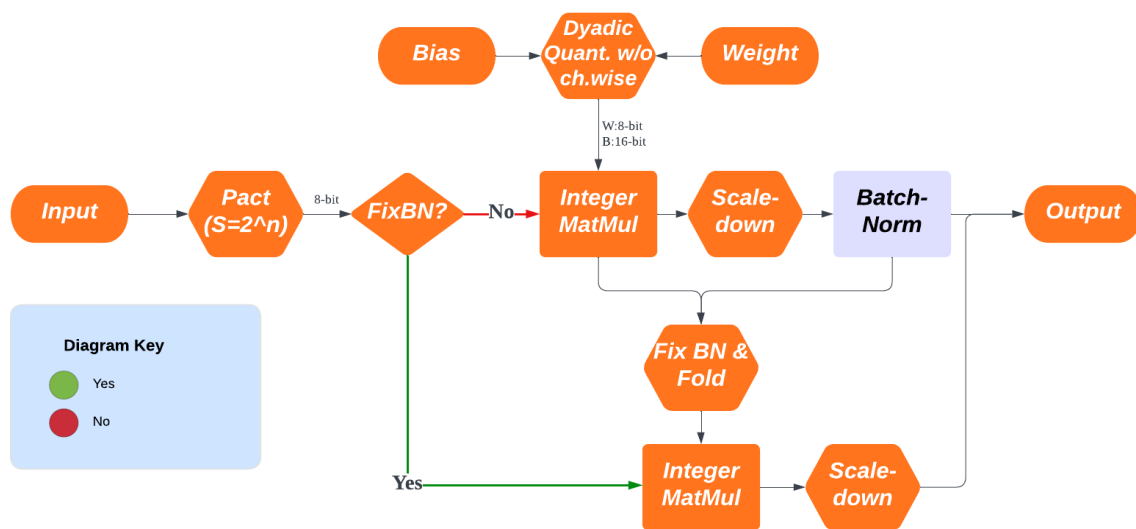 Bias
Dyadic
Quant. w/o
ch.wise
Weight
W:8-bit
B:16-bit
Input
Pact
(S=2^n)
8-bit
FixBN?
No
Integer
MatMul
Scale-
down
Batch-
Norm
Output
Diagram Key
Yes
No
Fix BN &
Fold
Yes
Integer
MatMul
Scale-
down